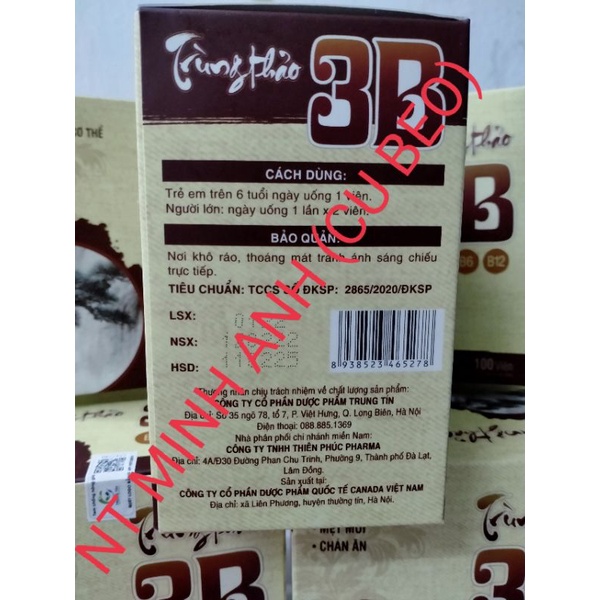 Trùng thảo 3B
CÁCH DÙNG:
Trẻ em trên 6 tuổi ngày uống 1 viên.
Người lớn: ngày uống 1 lần x 2 viên.
BẢO QUẢN:
Nơi khô ráo, thoáng mát tránh ánh sáng chiếu
trực tiếp.
TIÊU CHUẨN: TCCS SỐ ĐKSP: 2865/2020/ĐKSP
LSX:
NSX:
HSD:
8 938523 465278
Thương nhân chịu trách nhiệm về chất lượng sản phẩm:
CÔNG TY CỔ PHẦN DƯỢC PHẨM TRUNG TÍN
Địa chỉ: Số 35 ngõ 78, tổ 7, P. Việt Hưng, Q. Long Biên, Hà Nội
Điện thoại: 088.885.1369
Nhà phân phối chi nhánh miền Nam:
CÔNG TY TNHH THIÊN PHÚC PHARMA
Địa chỉ: 4A/Đ30 Đường Phan Chu Trinh, Phường 9, Thành phố Đà Lạt,
Lâm Đồng.
Sản xuất tại:
CÔNG TY CỔ PHẦN DƯỢC PHẨM QUỐC TẾ CANADA VIỆT NAM
Địa chỉ: xã Liên Phương, huyện thường tín, Hà Nội.
NT MINH ANH (CU BEO)
CƠ THỂ
thảo
B
B6 B12
100 viên
Trùng thảo
3B
MỆT MỎI
• CHÁN ĂN
3B